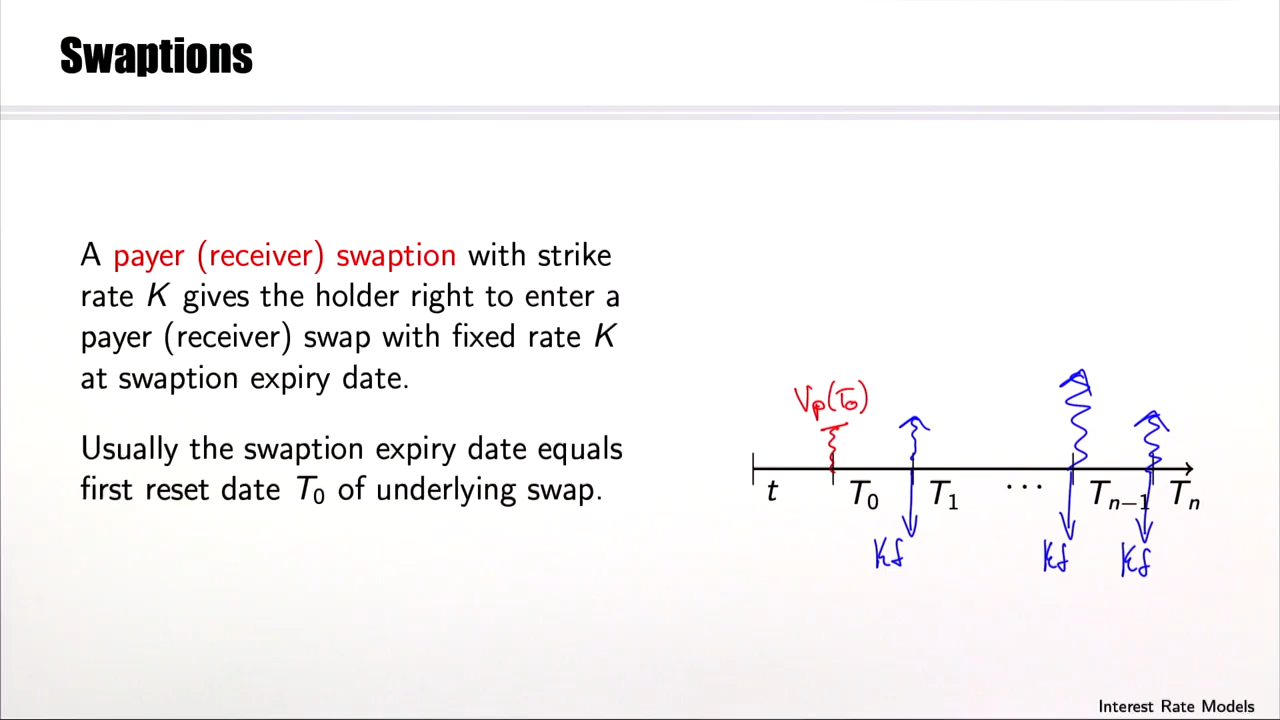 Swaptions
A payer (receiver) swaption with strike
rate K gives the holder right to enter a
payer (receiver) swap with fixed rate K
at swaption expiry date.
Usually the swaption expiry date equals
first reset date T₀ of underlying swap.
Vₚ(T₀)
t T₀ T₁ ⋯ Tₙ₋₁ Tₙ
Kδ Kδ Kδ
Interest Rate Models